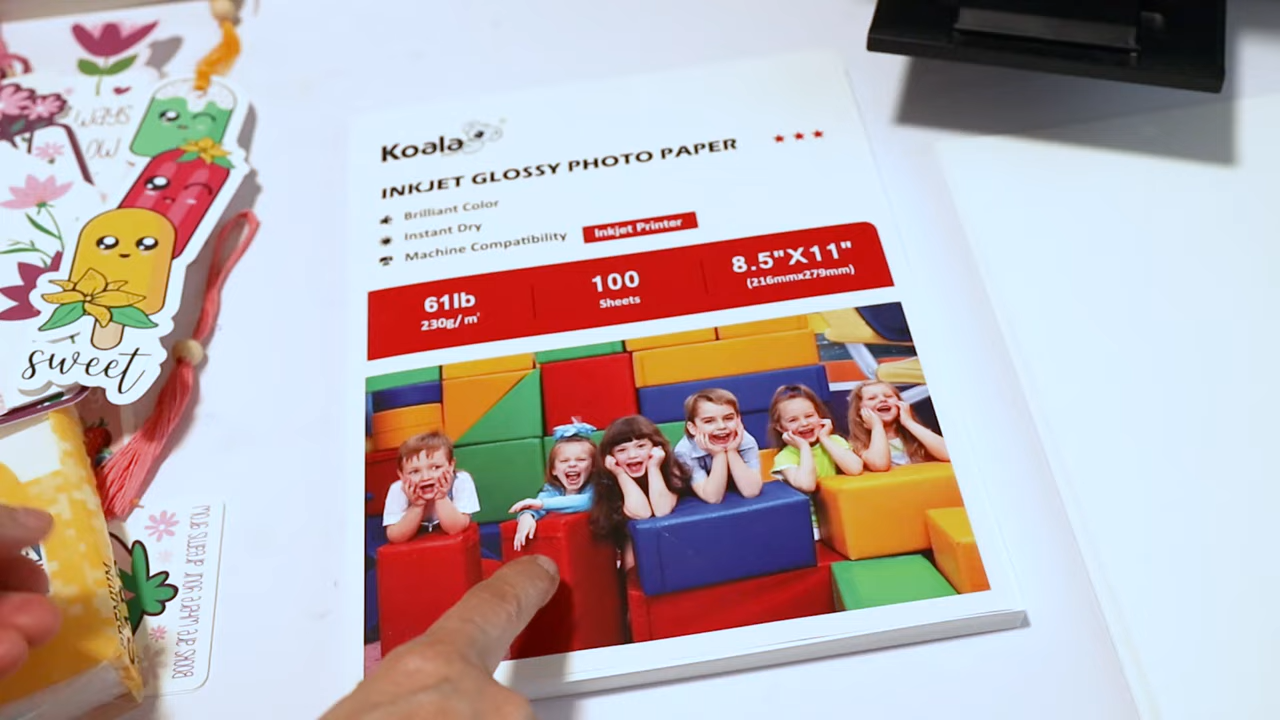 Koala
INKJET GLOSSY PHOTO PAPER
Brilliant Color
Instant Dry
Machine Compatibility
Inkjet Printer
61lb
230g/㎡
100
Sheets
8.5"X11"
(216mmx279mm)
sweet